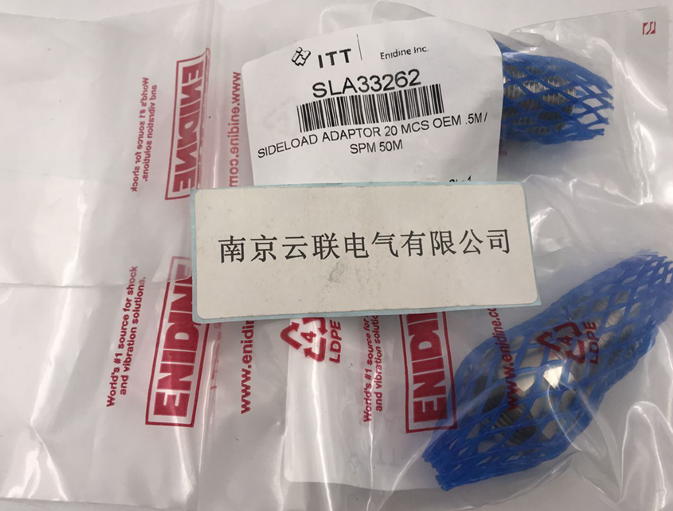 ITT
Enidine Inc.
SLA33262
SIDELOAD ADAPTOR 20 MCS OEM .5M/
SPM 50M
南京云联电气有限公司
ENIDINE
World's #1 source for shock
and vibration solutions.
ENIDINE
World's #1 source for shock
and vibration solutions.
www.enidine.com
4
LDPE
World's #1 source for shock
and vibration solutions.
ENIDINE
www.enidine.com
4
LDPE